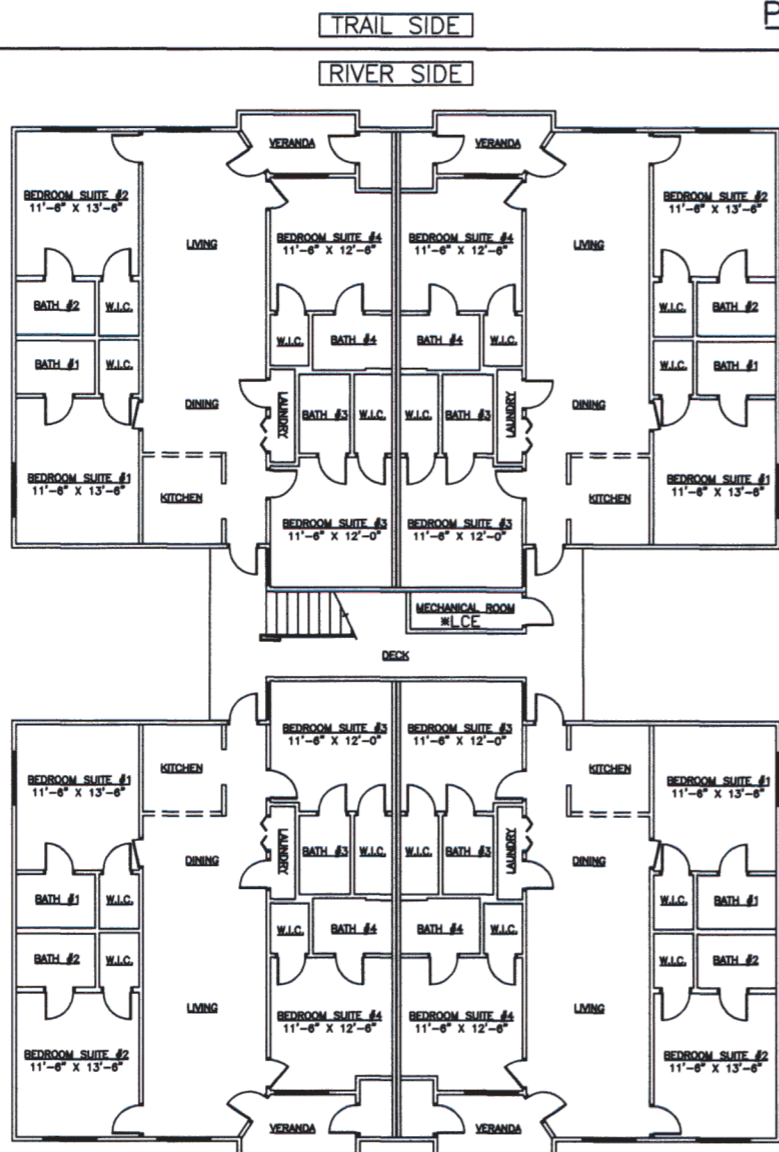 P
TRAIL SIDE
RIVER SIDE
VERANDA
VERANDA
BEDROOM SUITE #2
11'-6" X 13'-6"
LIVING
BEDROOM SUITE #4
11'-6" X 12'-6"
BEDROOM SUITE #4
11'-6" X 12'-6"
LIVING
BEDROOM SUITE #2
11'-6" X 13'-6"
BATH #2
W.I.C.
W.I.C.
BATH #4
BATH #4
W.I.C.
W.I.C.
BATH #2
BATH #1
W.I.C.
W.I.C.
BATH #1
DINING
LAUNDRY
BATH #3
W.I.C.
W.I.C.
BATH #3
LAUNDRY
DINING
BEDROOM SUITE #1
11'-6" X 13'-6"
KITCHEN
BEDROOM SUITE #3
11'-6" X 12'-0"
BEDROOM SUITE #3
11'-6" X 12'-0"
KITCHEN
BEDROOM SUITE #1
11'-6" X 13'-6"
MECHANICAL ROOM
*LCE
DECK
BEDROOM SUITE #1
11'-6" X 13'-6"
KITCHEN
BEDROOM SUITE #3
11'-6" X 12'-0"
BEDROOM SUITE #3
11'-6" X 12'-0"
KITCHEN
BEDROOM SUITE #1
11'-6" X 13'-6"
DINING
LAUNDRY
BATH #3
W.I.C.
W.I.C.
BATH #3
LAUNDRY
DINING
BATH #1
W.I.C.
W.I.C.
BATH #4
BATH #4
W.I.C.
W.I.C.
BATH #1
BATH #2
W.I.C.
W.I.C.
BATH #2
LIVING
BEDROOM SUITE #4
11'-6" X 12'-6"
BEDROOM SUITE #4
11'-6" X 12'-6"
LIVING
BEDROOM SUITE #2
11'-6" X 13'-6"
BEDROOM SUITE #2
11'-6" X 13'-6"
VERANDA
VERANDA